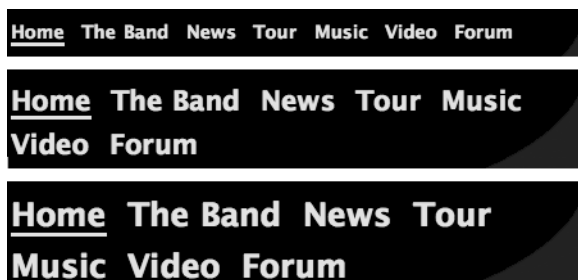 Home The Band News Tour Music Video Forum
Home The Band News Tour Music
Video Forum
Home The Band News Tour
Music Video Forum